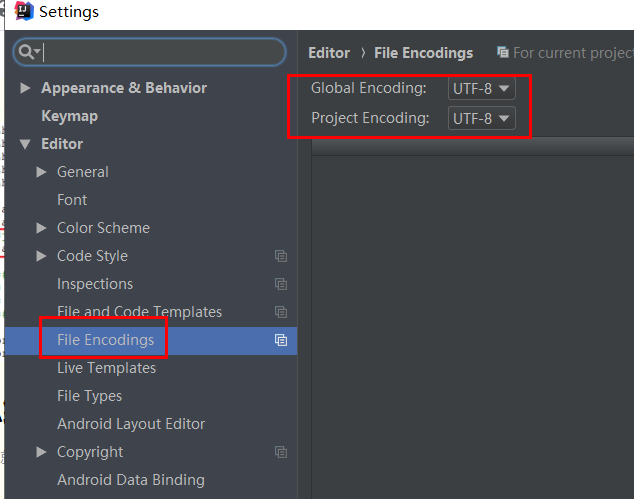 Settings
Appearance & Behavior
Keymap
Editor
General
Font
Color Scheme
Code Style
Inspections
File and Code Templates
File Encodings
Live Templates
File Types
Android Layout Editor
Copyright
Android Data Binding
Editor › File Encodings For current projec
Global Encoding: UTF-8
Project Encoding: UTF-8